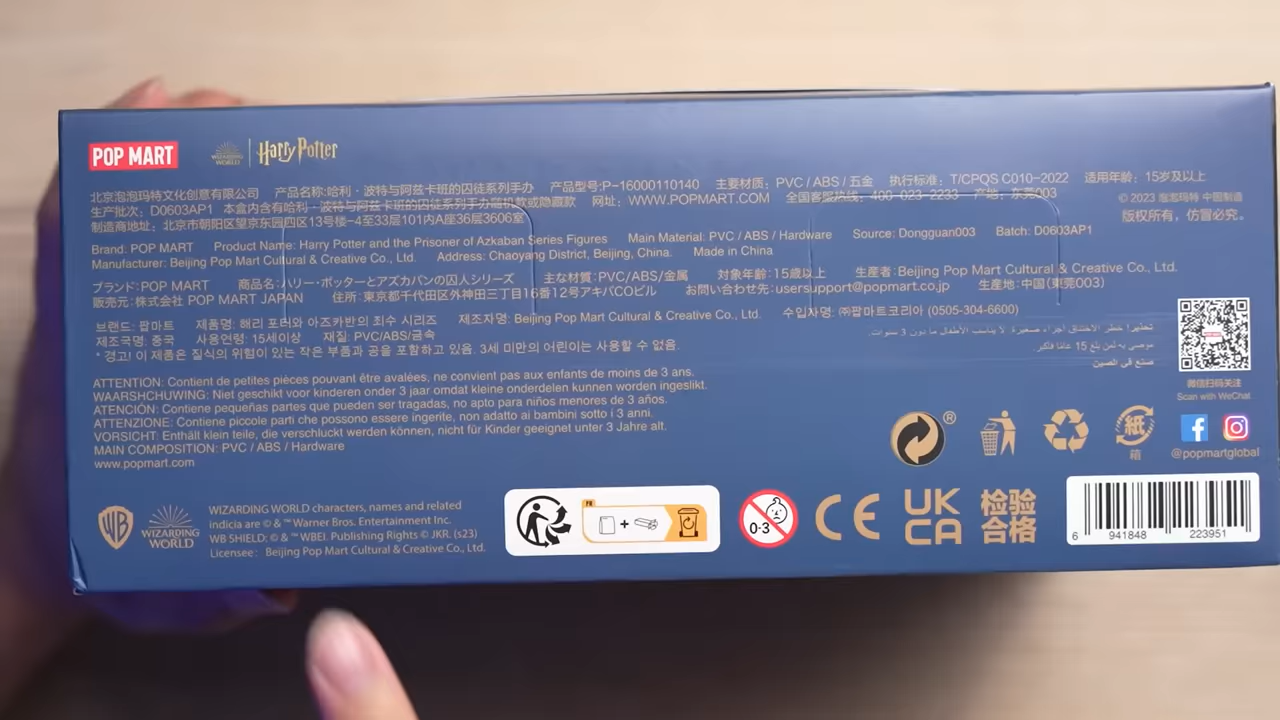 POP MART
WIZARDING WORLD
Harry Potter
北京泡泡玛特文化创意有限公司 产品名称:哈利·波特与阿兹卡班的囚徒系列手办 产品型号:P-16000110140 主要材质: PVC / ABS / 五金 执行标准: T/CPQS C010-2022 适用年龄: 15岁及以上
生产批次: D0603AP1 本盒内含有哈利·波特与阿兹卡班的囚徒系列手办随机款或隐藏款 网址: WWW.POPMART.COM 全国客服热线: 400-023-2233 产地: 东莞003
制造商地址: 北京市朝阳区望京东园四区13号楼-4至33层101内A座36层3606室
© 2023 泡泡玛特 中国制造
版权所有，仿冒必究。
Brand: POP MART Product Name: Harry Potter and the Prisoner of Azkaban Series Figures Main Material: PVC / ABS / Hardware Source: Dongguan003 Batch: D0603AP1
Manufacturer: Beijing Pop Mart Cultural & Creative Co., Ltd. Address: Chaoyang District, Beijing, China. Made in China
ブランド:POP MART 商品名:ハリー・ポッターとアズカバンの囚人シリーズ 主な材質:PVC/ABS/金属 対象年齢:15歳以上 生産者:Beijing Pop Mart Cultural & Creative Co., Ltd.
販売元:株式会社 POP MART JAPAN 住所:東京都千代田区外神田三丁目16番12号アキバCOビル お問い合わせ先:usersupport@popmart.co.jp 生産地:中国(東莞003)
브랜드: 팝마트 제품명: 해리 포터와 아즈카반의 죄수 시리즈 제조자명: Beijing Pop Mart Cultural & Creative Co., Ltd. 수입자명: ㈜팝마트코리아 (0505-304-6600)
제조국명: 중국 사용연령: 15세이상 재질: PVC/ABS/금속
* 경고! 이 제품은 질식의 위험이 있는 작은 부품과 공을 포함하고 있음. 3세 미만의 어린이는 사용할 수 없음.
تحظير! خطر الاختناق أجزاء صغيرة. لا يناسب الأطفال ما دون 3 سنوات.
موصى به لمن بلغ 15 عامًا فأكبر.
صنع في الصين
ATTENTION: Contient de petites pièces pouvant être avalées, ne convient pas aux enfants de moins de 3 ans.
WAARSHCHUWING: Niet geschikt voor kinderen onder 3 jaar omdat kleine onderdelen kunnen worden ingeslikt.
ATENCIÓN: Contiene pequeñas partes que pueden ser tragadas, no apto para niños menores de 3 años.
ATTENZIONE: Contiene piccole parti che possono essere ingerite, non adatto ai bambini sotto i 3 anni.
VORSICHT: Enthält klein teile, die verschluckt werden können, nicht für Kinder geeignet unter 3 Jahre alt.
MAIN COMPOSITION: PVC / ABS / Hardware
www.popmart.com
微信扫码关注
Scan with WeChat
®
紙
箱
@popmartglobal
WB
WIZARDING WORLD
WIZARDING WORLD characters, names and related
indicia are © & ™ Warner Bros. Entertainment Inc.
WB SHIELD: © & ™ WBEI. Publishing Rights © JKR. (s23)
Licensee: Beijing Pop Mart Cultural & Creative Co., Ltd.
FR
+
0-3
CE
UK
CA
检验
合格
6 941848 223951